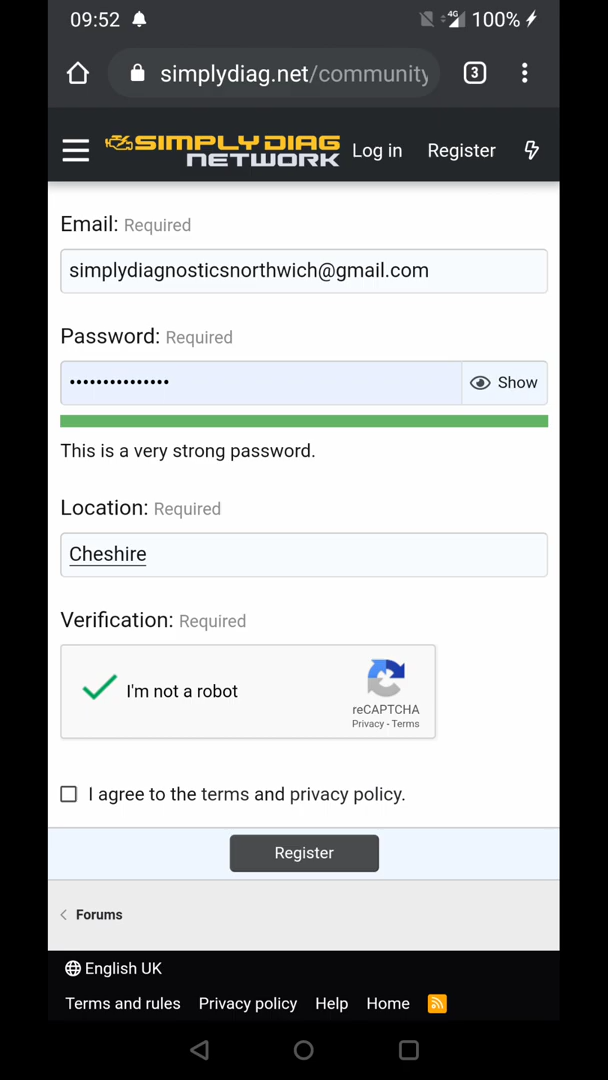 09:52
4G
100%
simplydiag.net/community
3
SIMPLY DIAG
NETWORK
Log in
Register
Email: Required
simplydiagnosticsnorthwich@gmail.com
Password: Required
•••••••••••••••
Show
This is a very strong password.
Location: Required
Cheshire
Verification: Required
I'm not a robot
reCAPTCHA
Privacy - Terms
I agree to the terms and privacy policy.
Register
Forums
English UK
Terms and rules Privacy policy Help Home